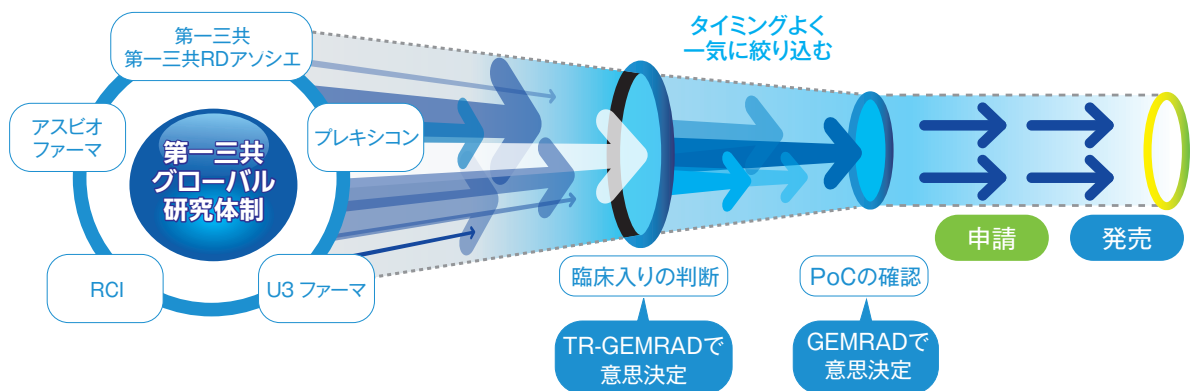 第一三共
第一三共RDアソシエ
アスビオ
ファーマ
プレキシコン
第一三共
グローバル
研究体制
RCI
U3 ファーマ
タイミングよく
一気に絞り込む
臨床入りの判断
TR-GEMRADで
意思決定
PoCの確認
GEMRADで
意思決定
申請
発売